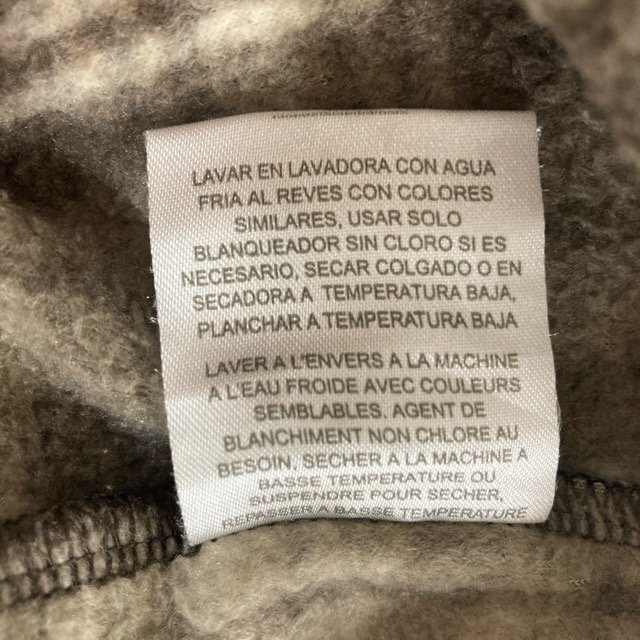 LAVAR EN LAVADORA CON AGUA
FRIA AL REVES CON COLORES
SIMILARES, USAR SOLO
BLANQUEADOR SIN CLORO SI ES
NECESARIO, SECAR COLGADO O EN
SECADORA A TEMPERATURA BAJA,
PLANCHAR A TEMPERATURA BAJA
LAVER A L'ENVERS A LA MACHINE
A L'EAU FROIDE AVEC COULEURS
SEMBLABLES. AGENT DE
BLANCHIMENT NON CHLORE AU
BESOIN. SECHER A LA MACHINE A
BASSE TEMPERATURE OU
SUSPENDRE POUR SECHER.
REPASSER A BASSE TEMPERATURE